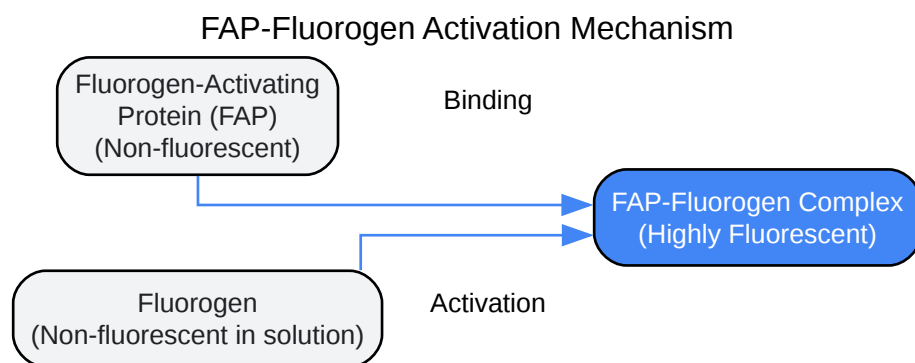 FAP-Fluorogen Activation Mechanism
Fluorogen-Activating
Protein (FAP)
(Non-fluorescent)
Binding
FAP-Fluorogen Complex
(Highly Fluorescent)
Fluorogen
(Non-fluorescent in solution)
Activation